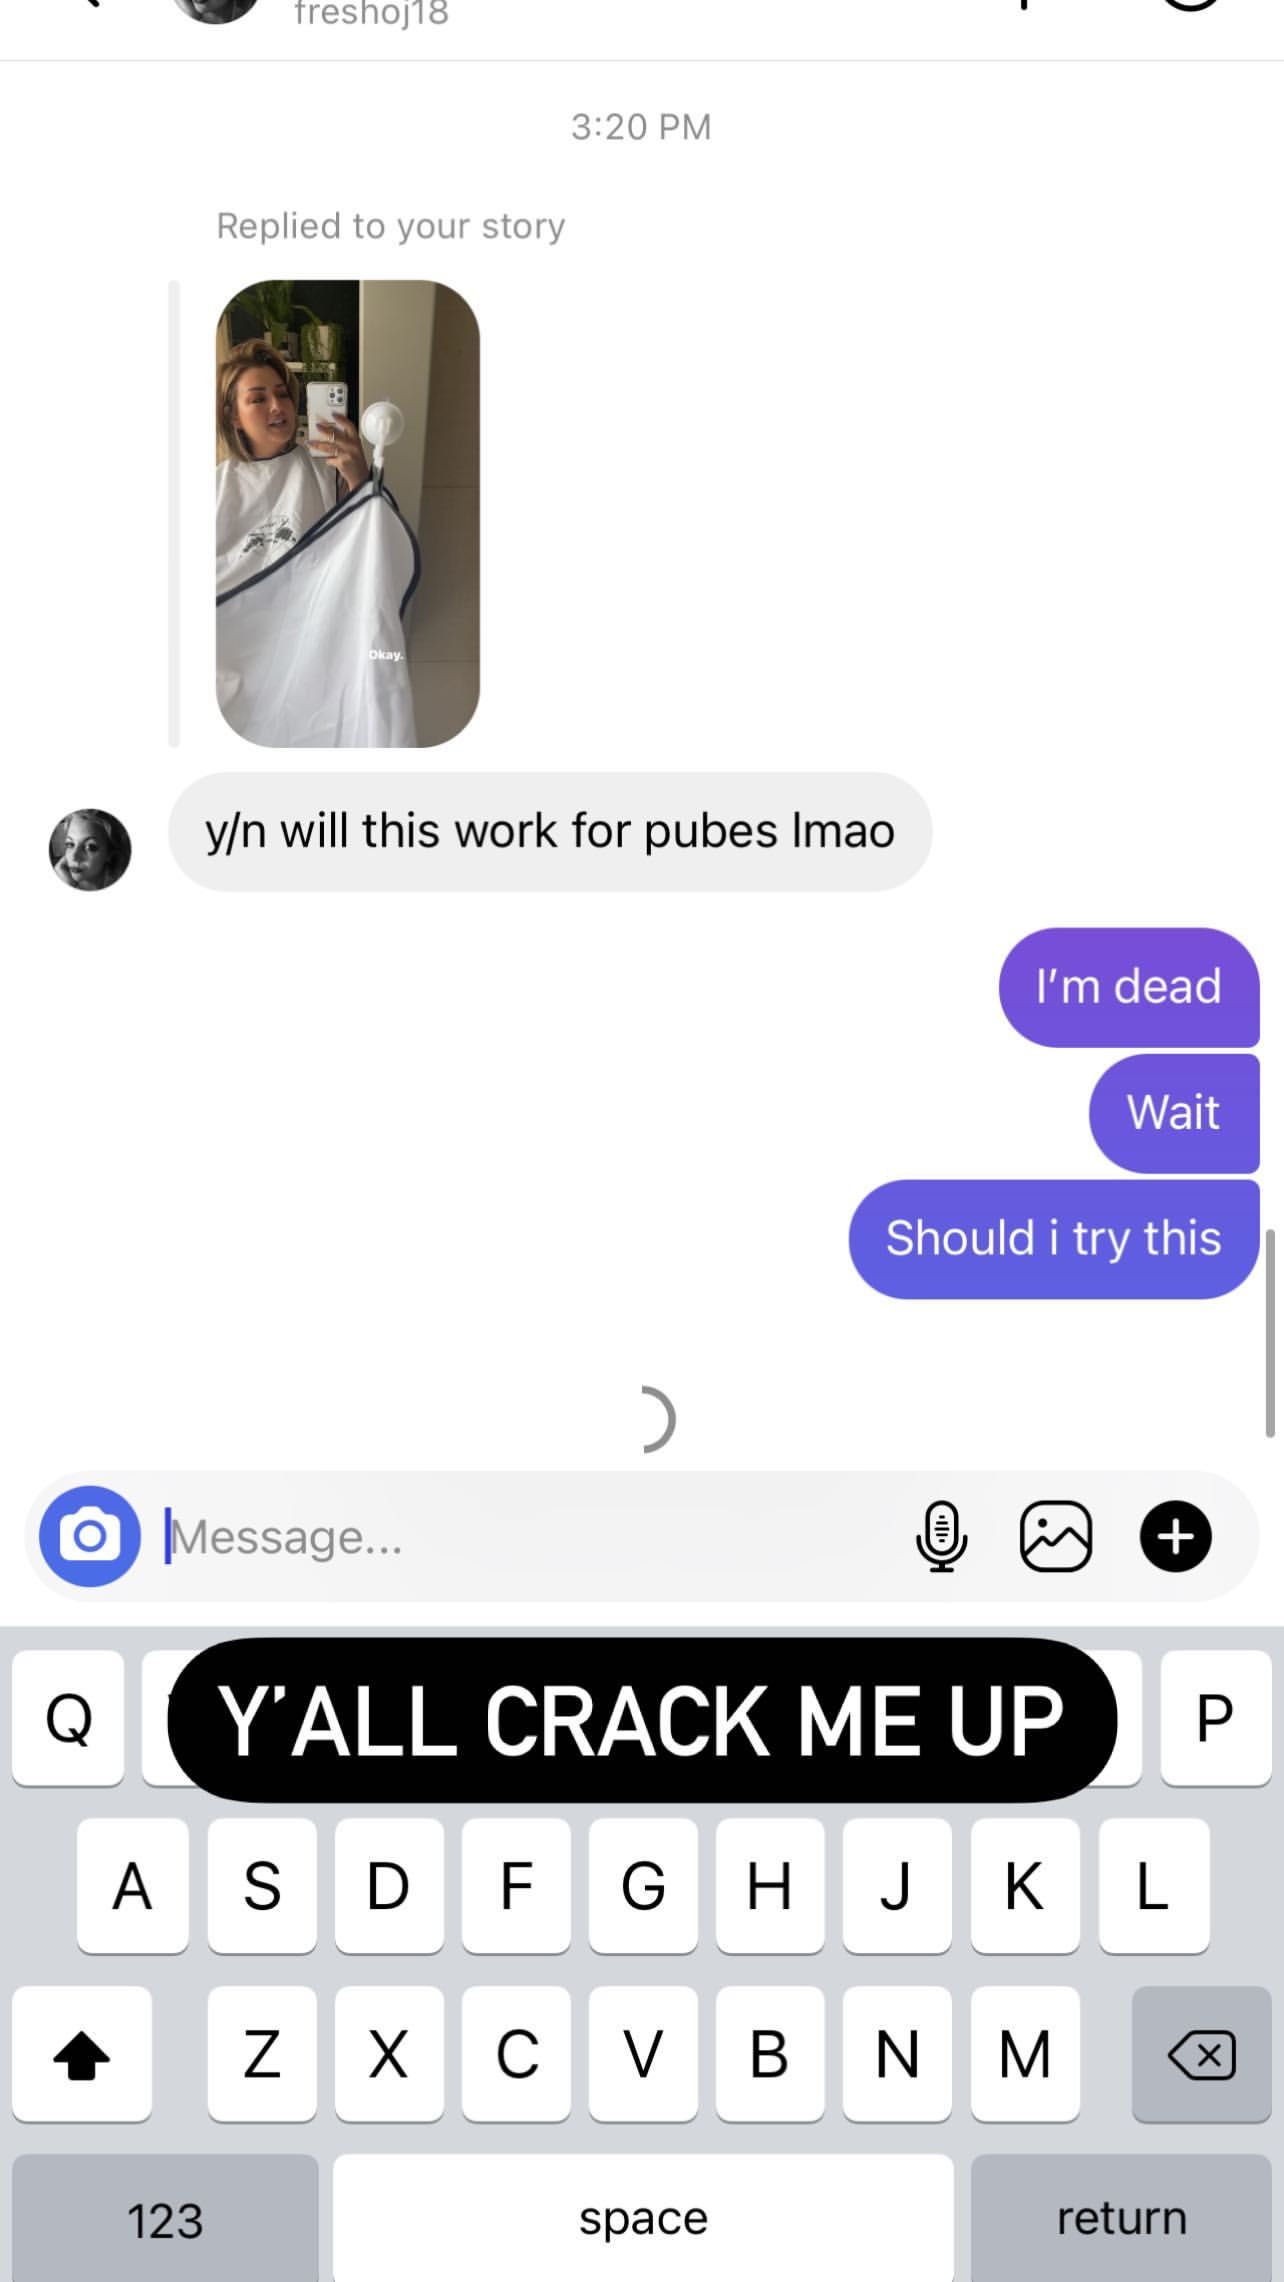 freshoj18
3:20 PM
Replied to your story
Okay.
y/n will this work for pubes lmao
I'm dead
Wait
Should i try this
Message...
Y'ALL CRACK ME UP
Q P
A S D F G H J K L
Z X C V B N M
123 space return